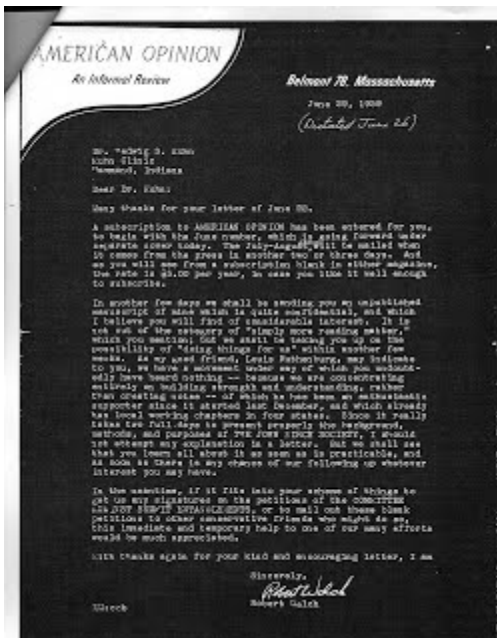 AMERICAN OPINION
An Informal Review
Belmont 78, Massachusetts
June 29, 1959
(Dictated June 26)
Dr. Hedwig S. Kuhn
Kuhn Clinic
Hammond, Indiana
Dear Dr. Kuhn:
Many thanks for your letter of June 22.
A subscription to AMERICAN OPINION has been entered for you,
to begin with the June number, which is going forward under
separate cover today. The July-August will be mailed when
it comes from the press in another two or three days. And
as you will see from a subscription blank in either magazine,
the rate is $5.00 per year, in case you like it well enough
to subscribe.
In another few days we shall be sending you an unpublished
manuscript of mine which is quite confidential, and which
I believe you will find of considerable interest. It is
not out of the category of "simply more reading matter,"
which you mention; but we shall be taking you up on the
possibility of "doing things for us" within another few
weeks. As my good friend, may indicate
to you, we have a movement under way of which you undoubt-
edly have heard nothing -- because we are concentrating
entirely on building strength and understanding, rather
than creating noise -- of which he has been an enthusiastic
supporter since it started last December, and which already
has local working chapters in four states. Since it really
takes two full days to present properly the background,
methods, and purposes of THE JOHN BIRCH SOCIETY, I should
not attempt any explanation in a letter. But we shall see
that you learn all about it as soon as is practicable, and
as soon as there is any chance of our following up whatever
interest you may have.
In the meantime, if it fits into your scheme of things to
get us any signatures on the petitions of the COMMITTEE
AGAINST SUMMIT ENTANGLEMENTS, or to mail out these blank
petitions to other conservative friends who might do so,
this immediate and temporary help to one of our many efforts
would be much appreciated.
With thanks again for your kind and encouraging letter, I am
Sincerely,
Robert Welch
Robert Welch